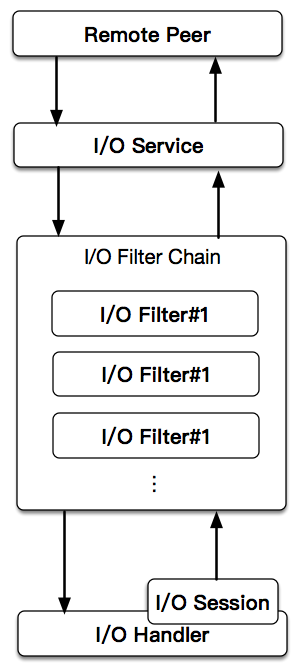 Remote Peer
I/O Service
I/O Filter Chain
I/O Filter#1
I/O Filter#1
I/O Filter#1
⋮
I/O Session
I/O Handler